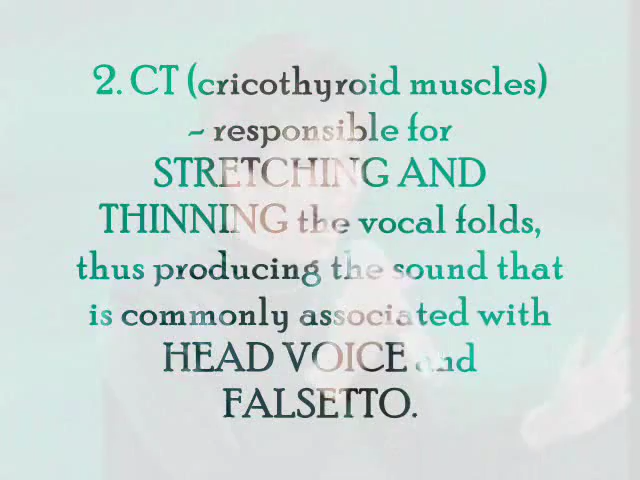 2. CT (cricothyroid muscles)
~ responsible for
STRETCHING AND
THINNING the vocal folds,
thus producing the sound that
is commonly associated with
HEAD VOICE and
FALSETTO.